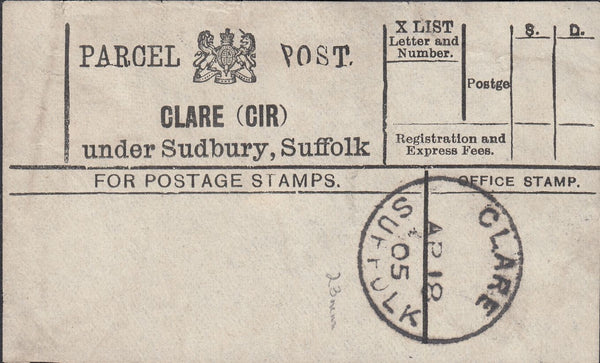 PARCEL POST.
CLARE (CIR)
under Sudbury, Suffolk
X LIST
Letter and
Number.
S. D.
Postge
Registration and
Express Fees.
FOR POSTAGE STAMPS.
OFFICE STAMP.
CLARE
AP 18
05
SUFFOLK
23mm